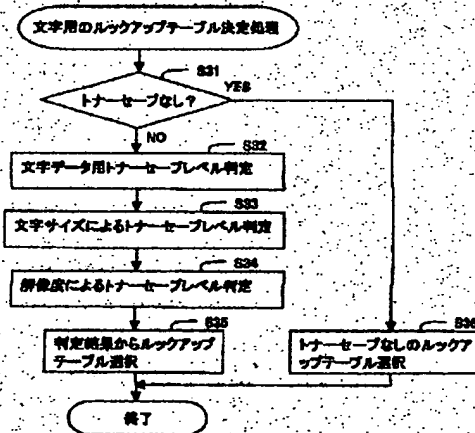 文字用のルックアップテーブル決定処理
S31
トナーセーブなし?
YES
NO
S32
文字データ用トナーセーブレベル判定
S33
文字サイズによるトナーセーブレベル判定
S34
解像度によるトナーセーブレベル判定
S35
判定結果からルックアップ
テーブル選択
S36
トナーセーブなしのルックア
ップテーブル選択
終了